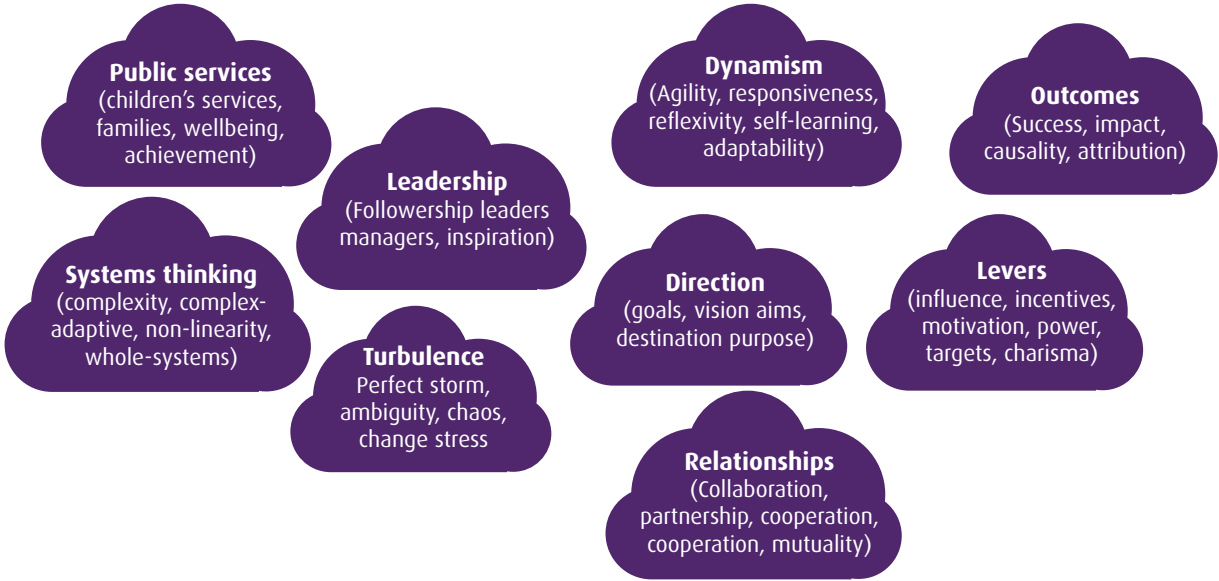 Public services
(children's services,
families, wellbeing,
achievement)
Leadership
(Followership leaders
managers, inspiration)
Dynamism
(Agility, responsiveness,
reflexivity, self-learning,
adaptability)
Outcomes
(Success, impact,
causality, attribution)
Systems thinking
(complexity, complex-
adaptive, non-linearity,
whole-systems)
Turbulence
Perfect storm,
ambiguity, chaos,
change stress
Direction
(goals, vision aims,
destination purpose)
Levers
(influence, incentives,
motivation, power,
targets, charisma)
Relationships
(Collaboration,
partnership, cooperation,
cooperation, mutuality)